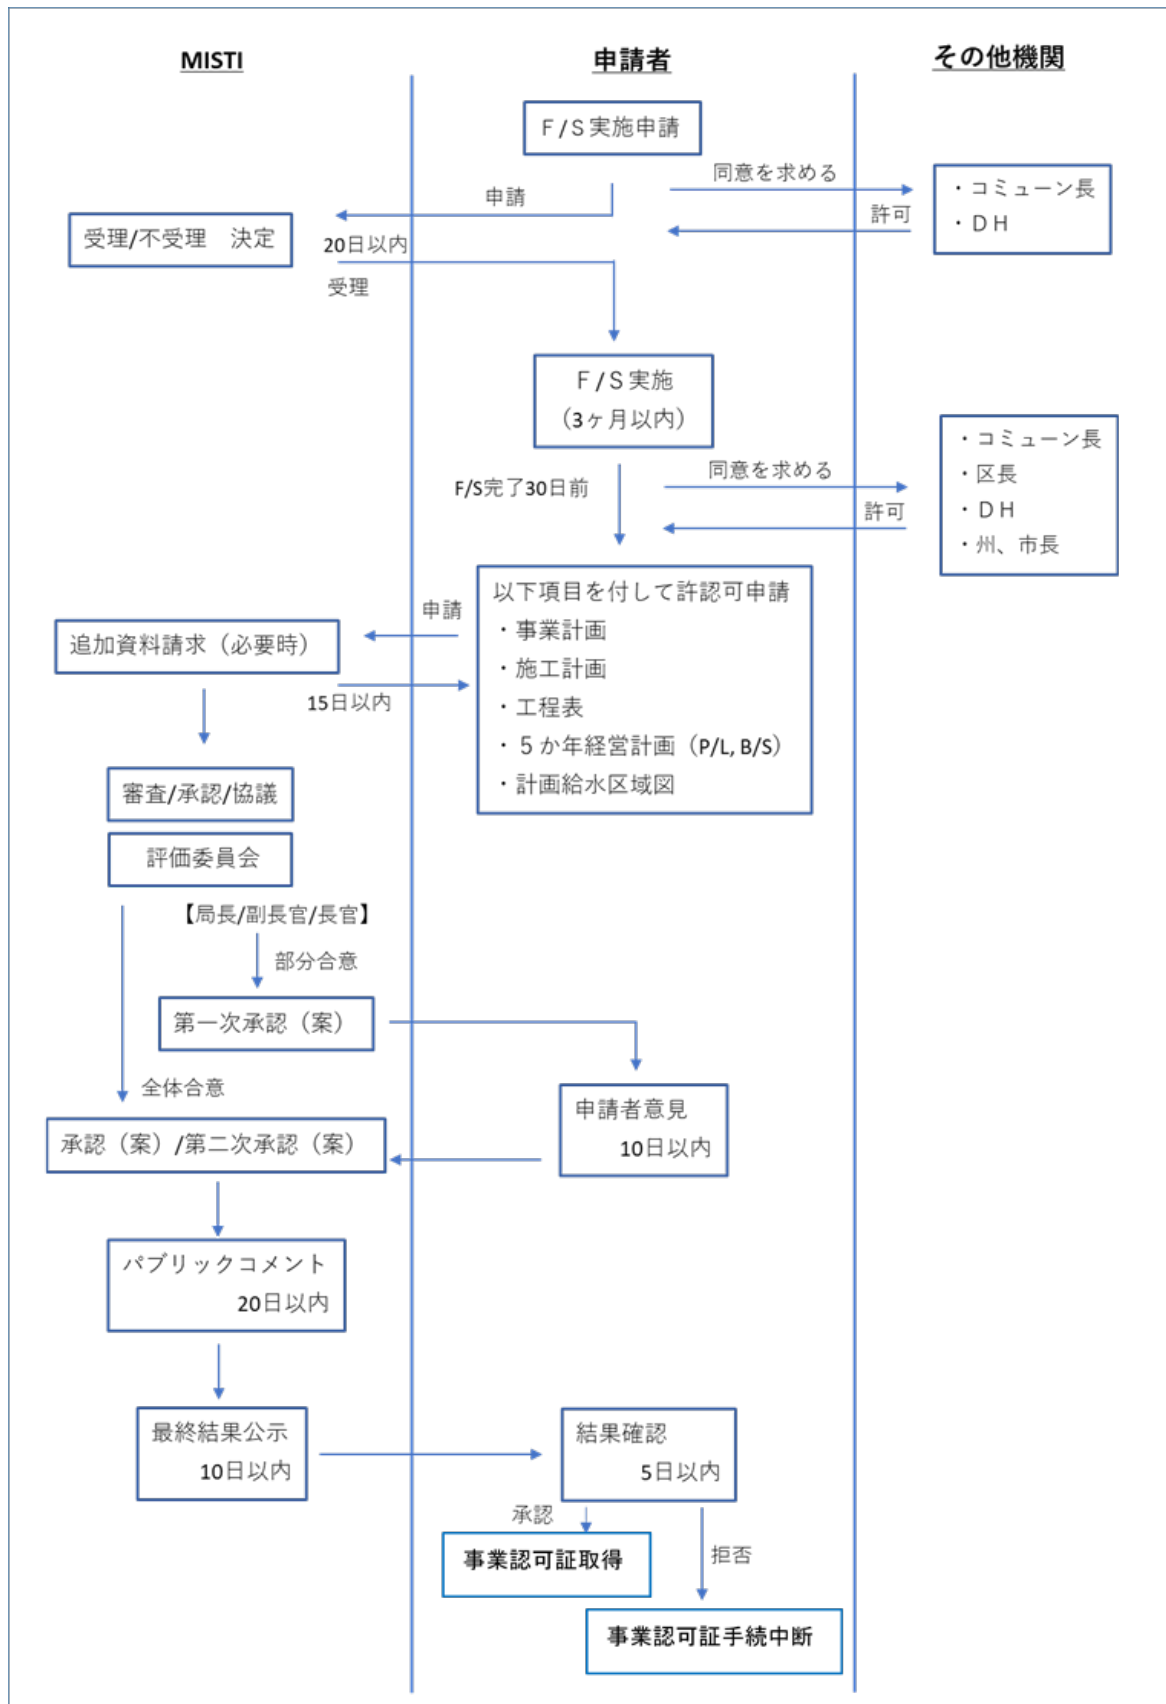 MISTI
申請者
その他機関
Ｆ/Ｓ実施申請
同意を求める
・コミューン長
・ＤＨ
申請
許可
受理/不受理　決定
20日以内
受理
Ｆ/Ｓ実施
（3ヶ月以内）
・コミューン長
・区長
・ＤＨ
・州、市長
F/S完了30日前
同意を求める
許可
以下項目を付して許認可申請
・事業計画
・施工計画
・工程表
・５か年経営計画（P/L, B/S）
・計画給水区域図
申請
追加資料請求（必要時）
15日以内
審査/承認/協議
評価委員会
【局長/副長官/長官】
部分合意
第一次承認（案）
全体合意
申請者意見
10日以内
承認（案）/第二次承認（案）
パブリックコメント
20日以内
最終結果公示
10日以内
結果確認
5日以内
承認
事業認可証取得
拒否
事業認可証手続中断